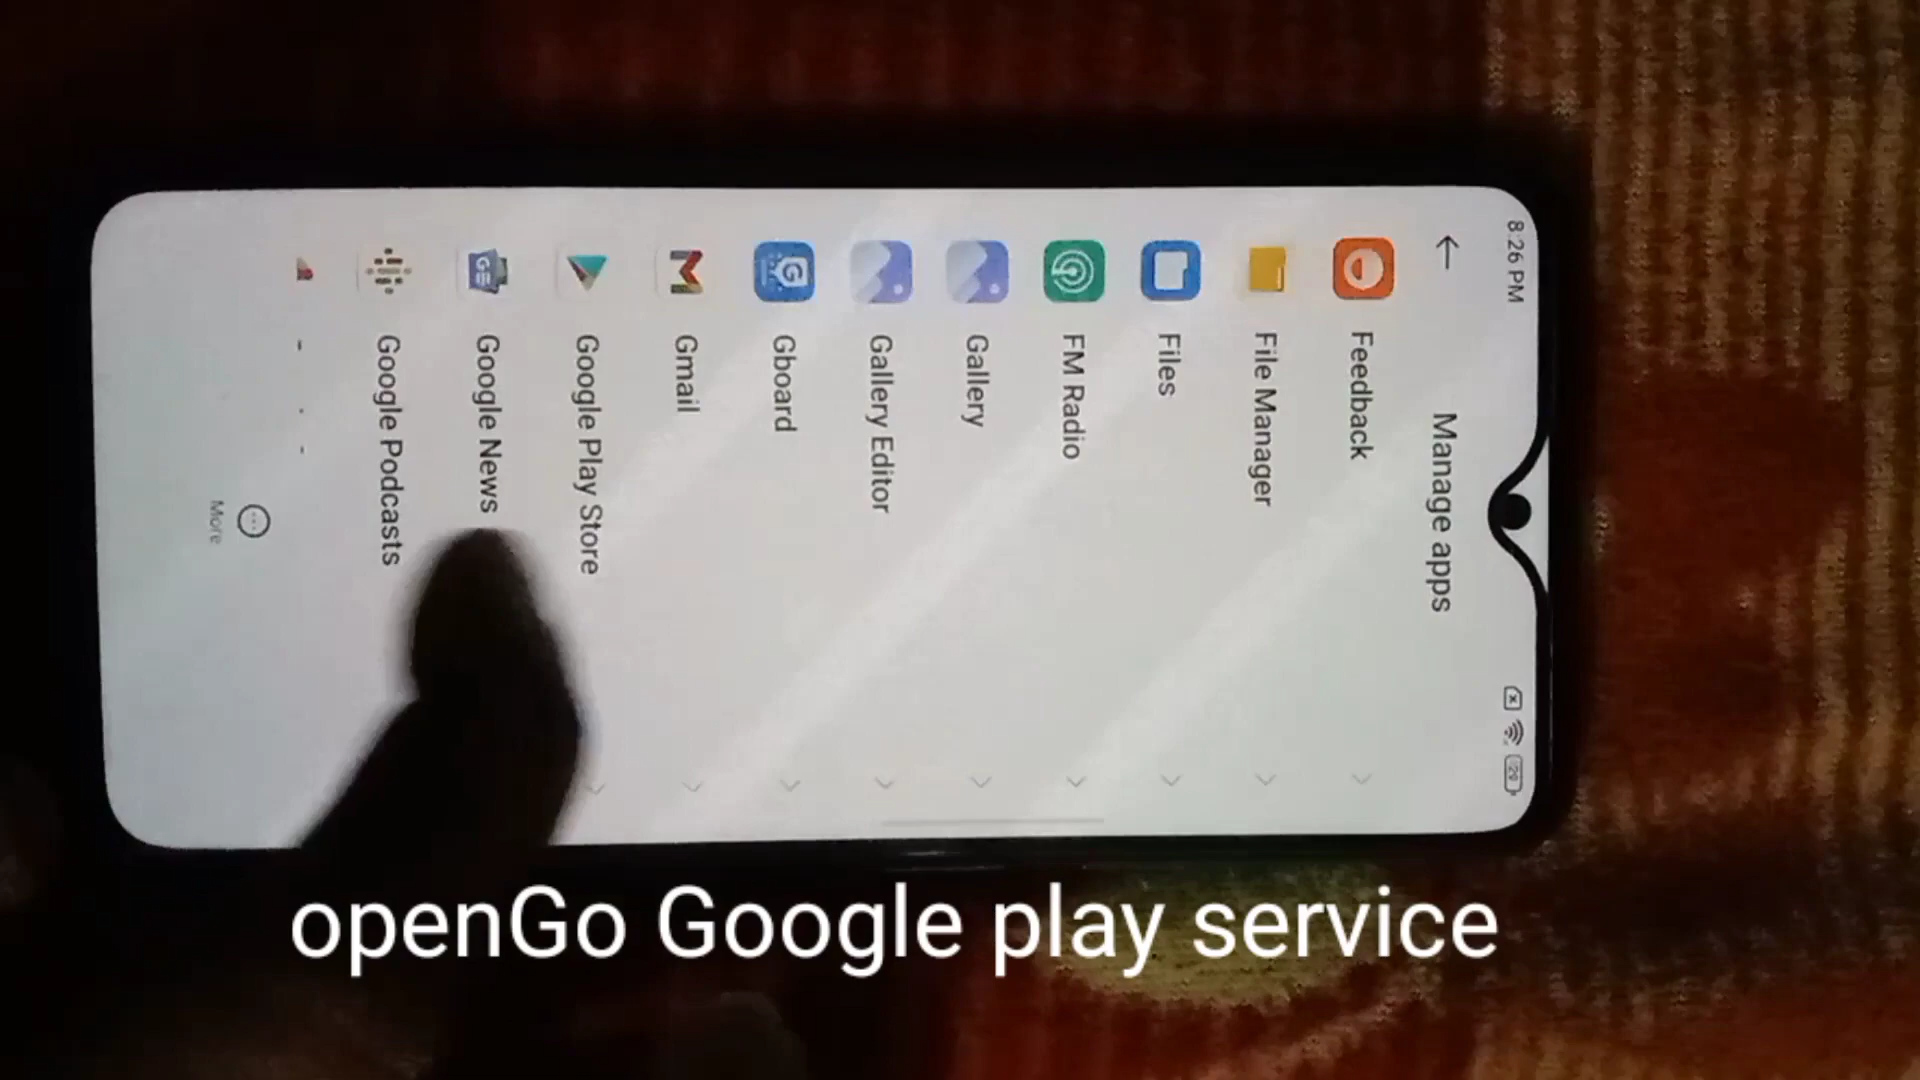 8:26 PM
Manage apps
Feedback
File Manager
Files
FM Radio
Gallery
Gallery Editor
Gboard
Gmail
Google Play Store
Google News
Google Podcasts
More
openGo Google play service